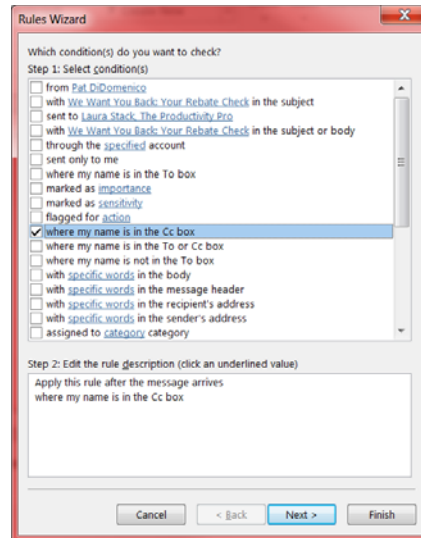 Rules Wizard
Which condition(s) do you want to check?
Step 1: Select condition(s)
from Pat DiDomenico
with We Want You Back: Your Rebate Check in the subject
sent to Laura Stack, The Productivity Pro
with We Want You Back: Your Rebate Check in the subject or body
through the specified account
sent only to me
where my name is in the To box
marked as importance
marked as sensitivity
flagged for action
where my name is in the Cc box
where my name is in the To or Cc box
where my name is not in the To box
with specific words in the body
with specific words in the message header
with specific words in the recipient's address
with specific words in the sender's address
assigned to category category
Step 2: Edit the rule description (click an underlined value)
Apply this rule after the message arrives
where my name is in the Cc box
Cancel < Back Next > Finish